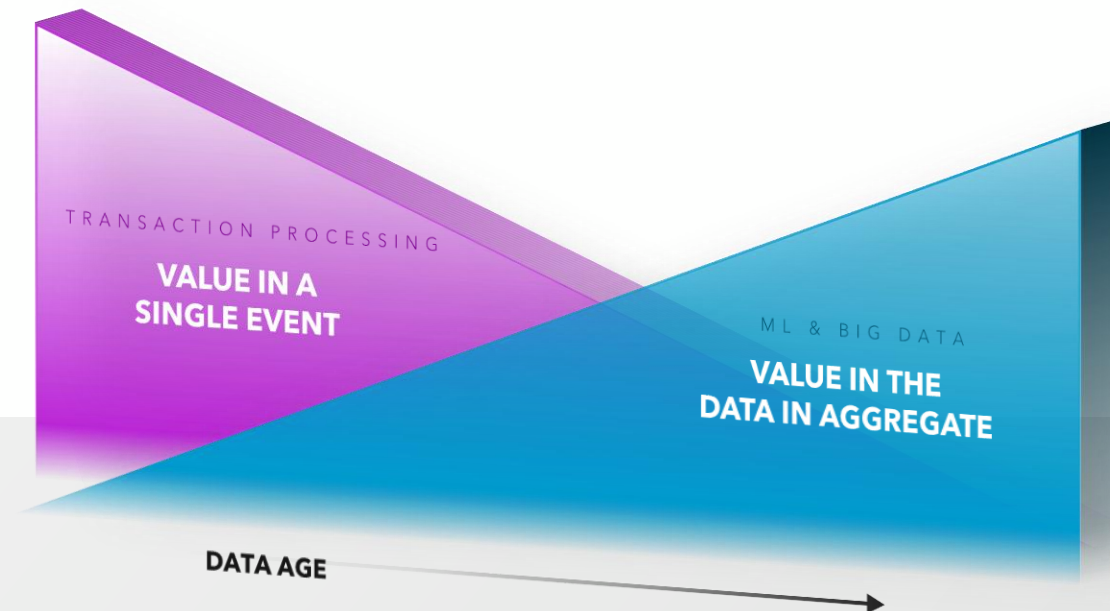 TRANSACTION PROCESSING
VALUE IN A
SINGLE EVENT
ML & BIG DATA
VALUE IN THE
DATA IN AGGREGATE
DATA AGE